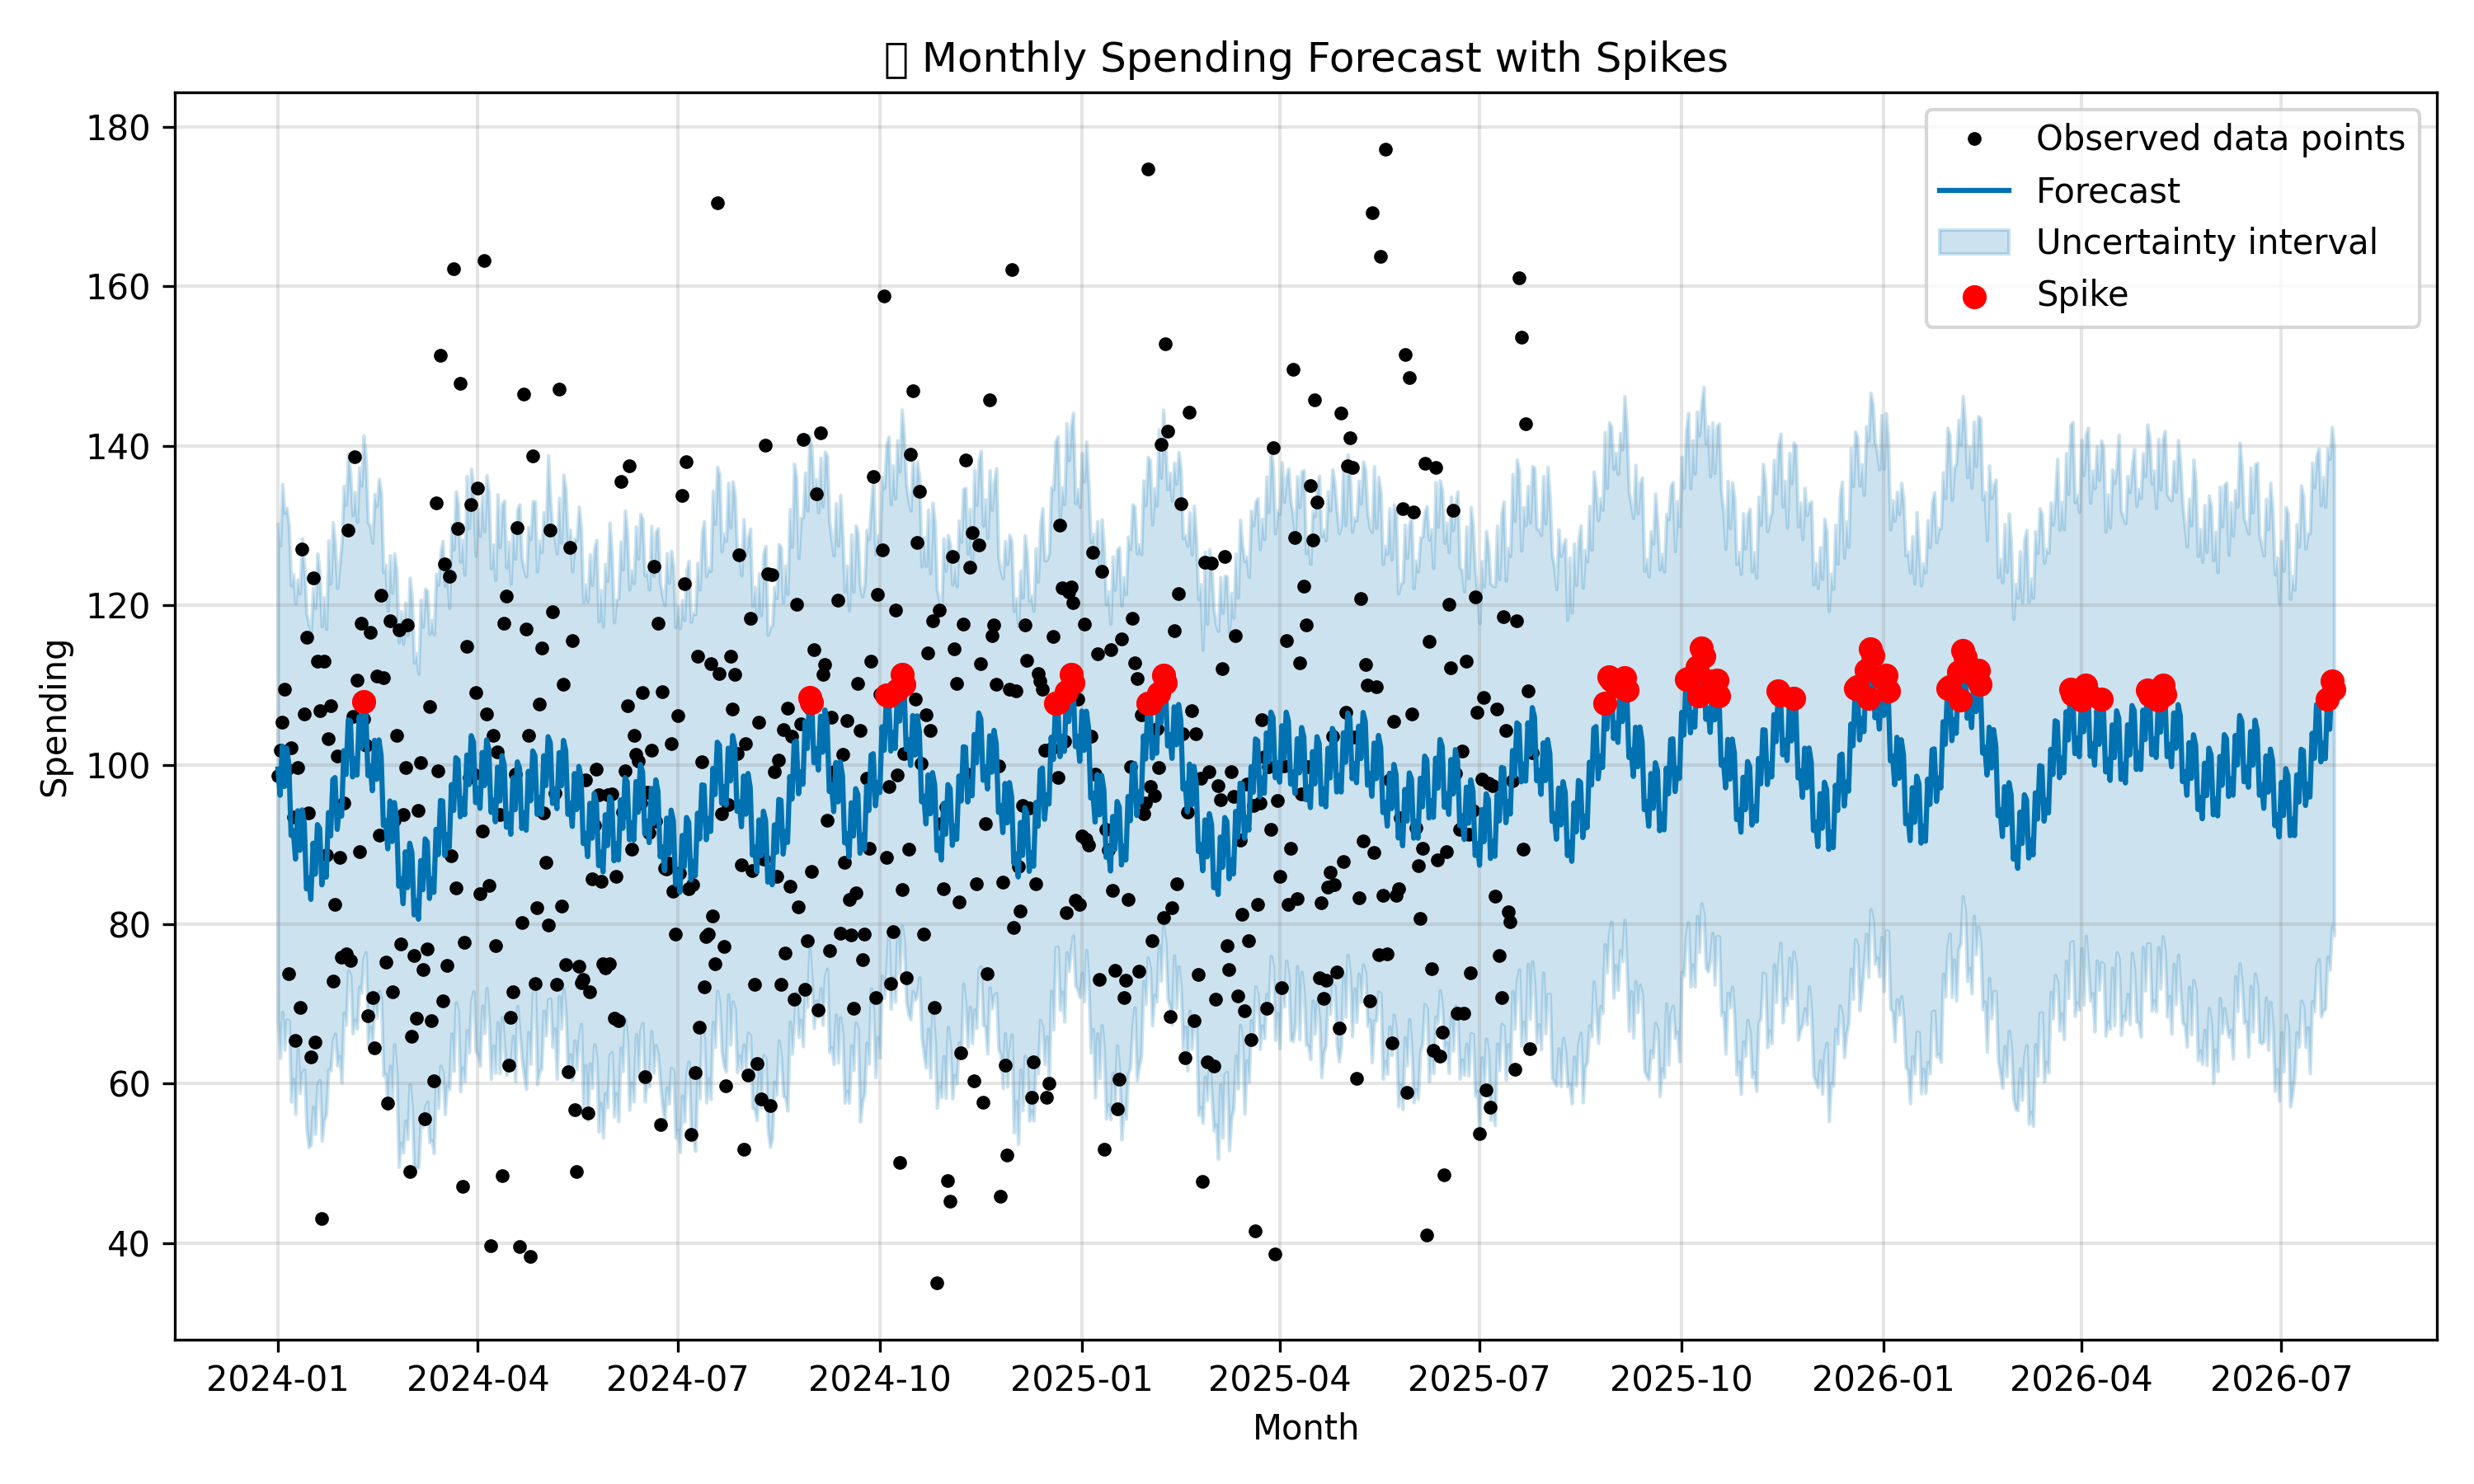 Monthly Spending Forecast with Spikes
Observed data points
Forecast
Uncertainty interval
Spike
180
160
140
120
100
80
60
40
Spending
2024-01 2024-04 2024-07 2024-10 2025-01 2025-04 2025-07 2025-10 2026-01 2026-04 2026-07
Month